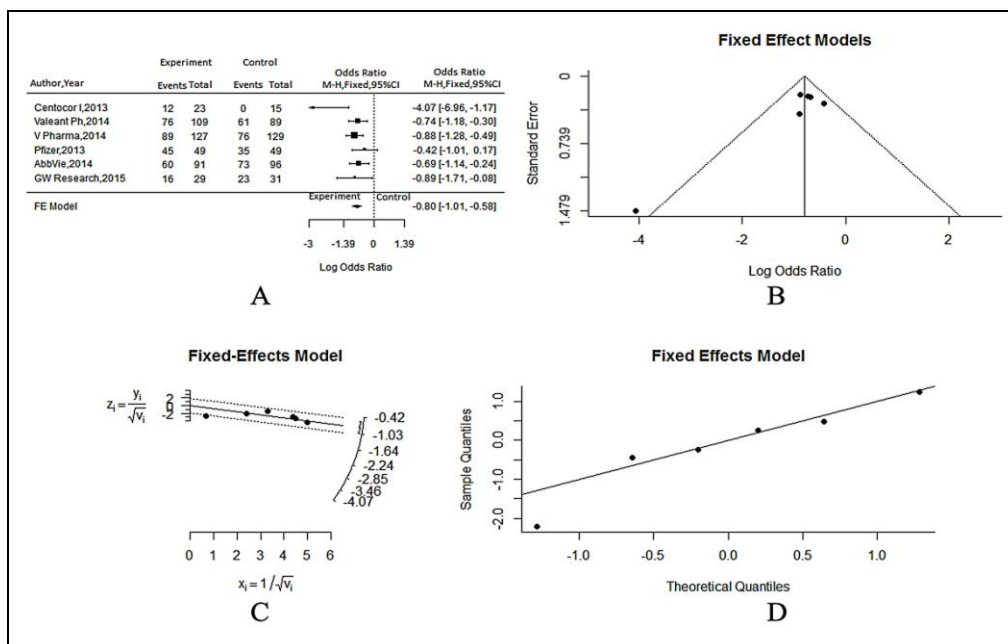 Experiment Control Odds Ratio Odds Ratio
Author,Year Events Total Events Total M-H,Fixed,95%CI M-H,Fixed,95%CI
Centocor I,2013 12 23 0 15 -4.07 [-6.96, -1.17]
Valeant Ph,2014 76 109 61 89 -0.74 [-1.18, -0.30]
V Pharma,2014 89 127 76 129 -0.88 [-1.28, -0.49]
Pfizer,2013 45 49 35 49 -0.42 [-1.01, 0.17]
AbbVie,2014 60 91 73 96 -0.69 [-1.14, -0.24]
GW Research,2015 16 29 23 31 -0.89 [-1.71, -0.08]
Experiment Control
FE Model -0.80 [-1.01, -0.58]
-3 -1.39 0 1.39
Log Odds Ratio
A
Fixed Effect Models
Standard Error
0
0.739
1.479
-4 -2 0 2
Log Odds Ratio
B
Fixed-Effects Model
zi = yi / √vi
2
0
-2
-0.42
-1.03
-1.64
-2.24
-2.85
-3.46
-4.07
0 1 2 3 4 5 6
xi = 1/√vi
C
Fixed Effects Model
Sample Quantiles
1.0
0.0
-1.0
-2.0
-1.0 -0.5 0.0 0.5 1.0
Theoretical Quantiles
D